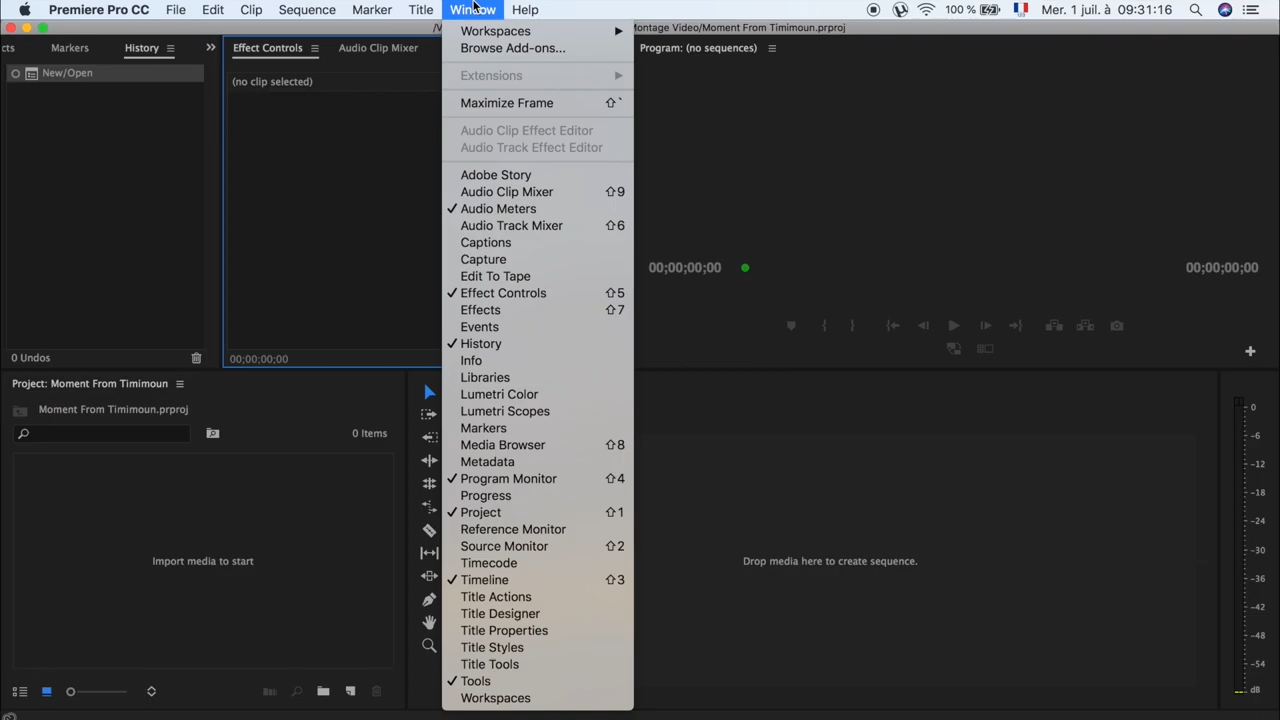 Premiere Pro CC File Edit Clip Sequence Marker Title Window Help 100 % Mer. 1 juil. à 09:31:16
Montage Video/Moment From Timimoun.prproj
cts Markers History Effect Controls Audio Clip Mixer Program: (no sequences)
New/Open
(no clip selected)
Workspaces
Browse Add-ons...
Extensions
Maximize Frame ⇧`
Audio Clip Effect Editor
Audio Track Effect Editor
Adobe Story
Audio Clip Mixer ⇧9
✓ Audio Meters
Audio Track Mixer ⇧6
Captions
Capture
Edit To Tape
✓ Effect Controls ⇧5
Effects ⇧7
Events
✓ History
Info
Libraries
Lumetri Color
Lumetri Scopes
Markers
Media Browser ⇧8
Metadata
✓ Program Monitor ⇧4
Progress
✓ Project ⇧1
Reference Monitor
Source Monitor ⇧2
Timecode
✓ Timeline ⇧3
Title Actions
Title Designer
Title Properties
Title Styles
Title Tools
✓ Tools
Workspaces
00;00;00;00 00;00;00;00
0 Undos
00;00;00;00
Project: Moment From Timimoun
Moment From Timimoun.prproj
0 Items
Import media to start
Drop media here to create sequence.
0
-6
-12
-18
-24
-30
-36
-42
-48
-54
dB